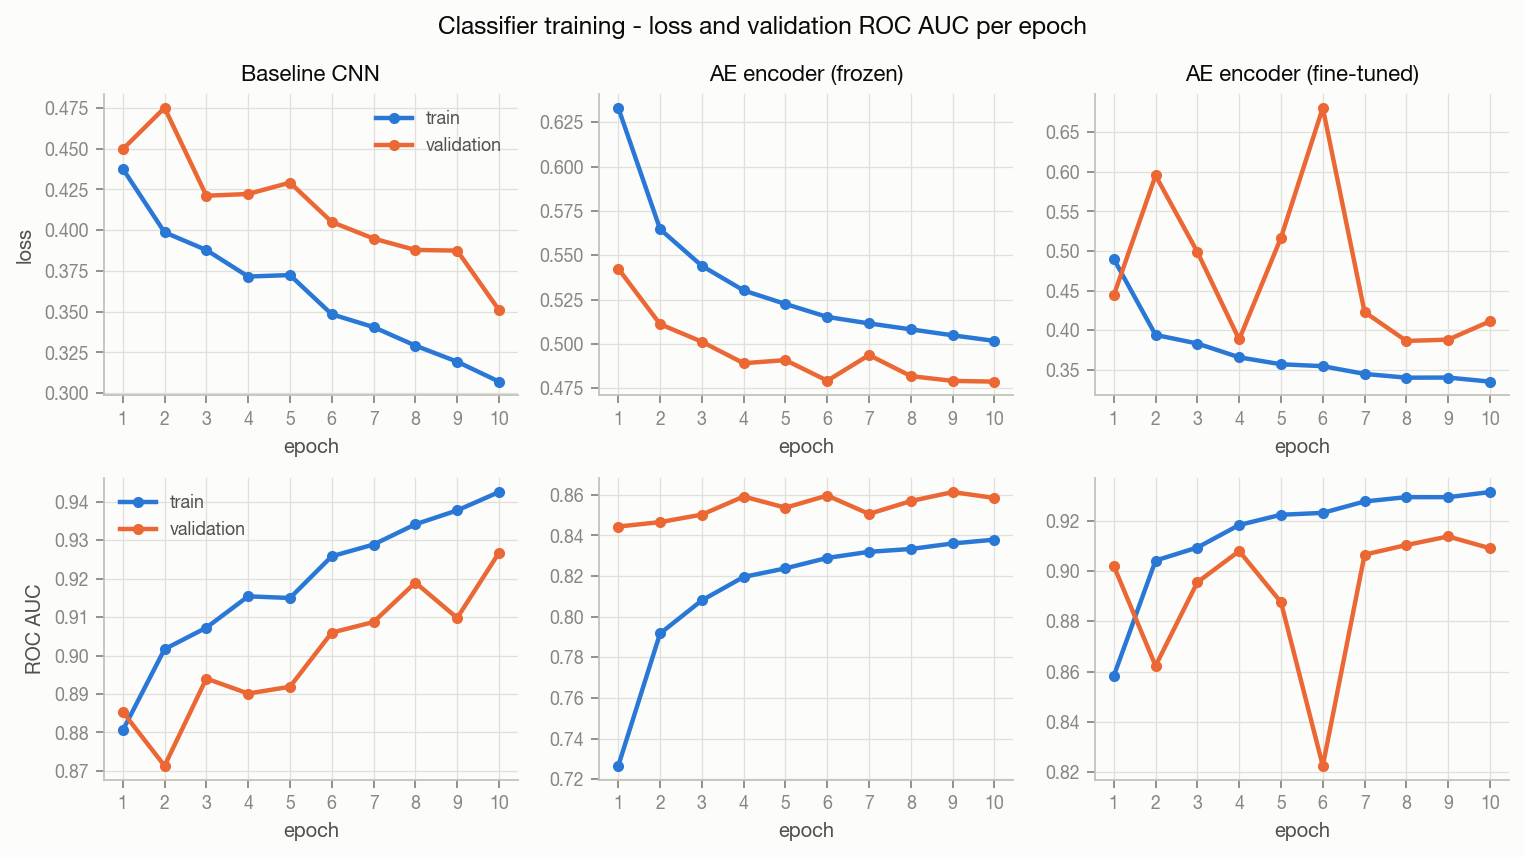 Classifier training - loss and validation ROC AUC per epoch
Baseline CNN
loss
0.475
0.450
0.425
0.400
0.375
0.350
0.325
0.300
train
validation
1 2 3 4 5 6 7 8 9 10
epoch
AE encoder (frozen)
0.625
0.600
0.575
0.550
0.525
0.500
0.475
1 2 3 4 5 6 7 8 9 10
epoch
AE encoder (fine-tuned)
0.65
0.60
0.55
0.50
0.45
0.40
0.35
1 2 3 4 5 6 7 8 9 10
epoch
ROC AUC
0.94
0.93
0.92
0.91
0.90
0.89
0.88
0.87
train
validation
1 2 3 4 5 6 7 8 9 10
epoch
0.86
0.84
0.82
0.80
0.78
0.76
0.74
0.72
1 2 3 4 5 6 7 8 9 10
epoch
0.92
0.90
0.88
0.86
0.84
0.82
1 2 3 4 5 6 7 8 9 10
epoch